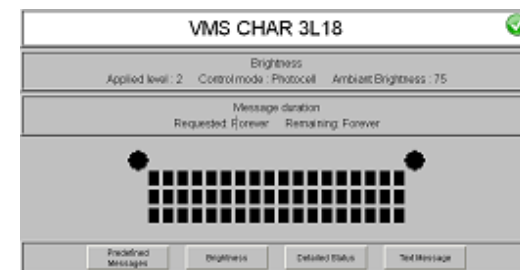 VMS CHAR 3L18
Brightness
Applied level : 2 Control mode : Photocell Ambiant Brightness : 75
Message duration
Requested: Forever Remaining: Forever
Predefined Messages
Brightness
Detailed Status
Text Message